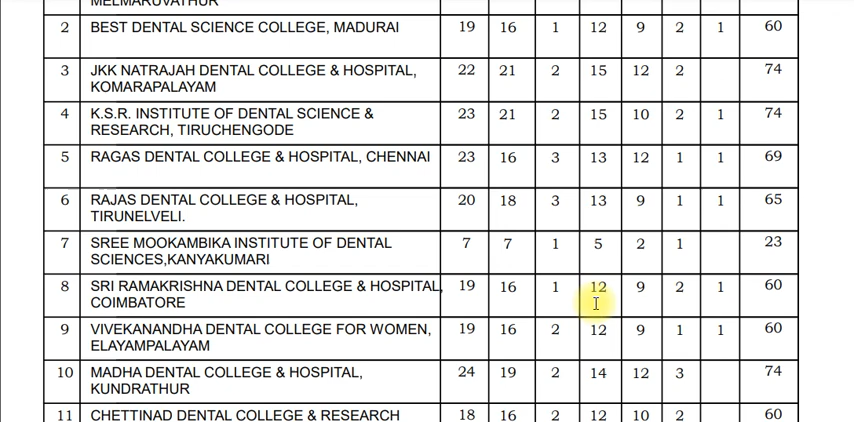 MELMARUVATHUR
2 BEST DENTAL SCIENCE COLLEGE, MADURAI 19 16 1 12 9 2 1 60
3 JKK NATRAJAH DENTAL COLLEGE & HOSPITAL, 22 21 2 15 12 2 74
KOMARAPALAYAM
4 K.S.R. INSTITUTE OF DENTAL SCIENCE & 23 21 2 15 10 2 1 74
RESEARCH, TIRUCHENGODE
5 RAGAS DENTAL COLLEGE & HOSPITAL, CHENNAI 23 16 3 13 12 1 1 69
6 RAJAS DENTAL COLLEGE & HOSPITAL, 20 18 3 13 9 1 1 65
TIRUNELVELI.
7 SREE MOOKAMBIKA INSTITUTE OF DENTAL 7 7 1 5 2 1 23
SCIENCES,KANYAKUMARI
8 SRI RAMAKRISHNA DENTAL COLLEGE & HOSPITAL, 19 16 1 12 9 2 1 60
COIMBATORE
9 VIVEKANANDHA DENTAL COLLEGE FOR WOMEN, 19 16 2 12 9 1 1 60
ELAYAMPALAYAM
10 MADHA DENTAL COLLEGE & HOSPITAL, 24 19 2 14 12 3 74
KUNDRATHUR
11 CHETTINAD DENTAL COLLEGE & RESEARCH 18 16 2 12 10 2 60